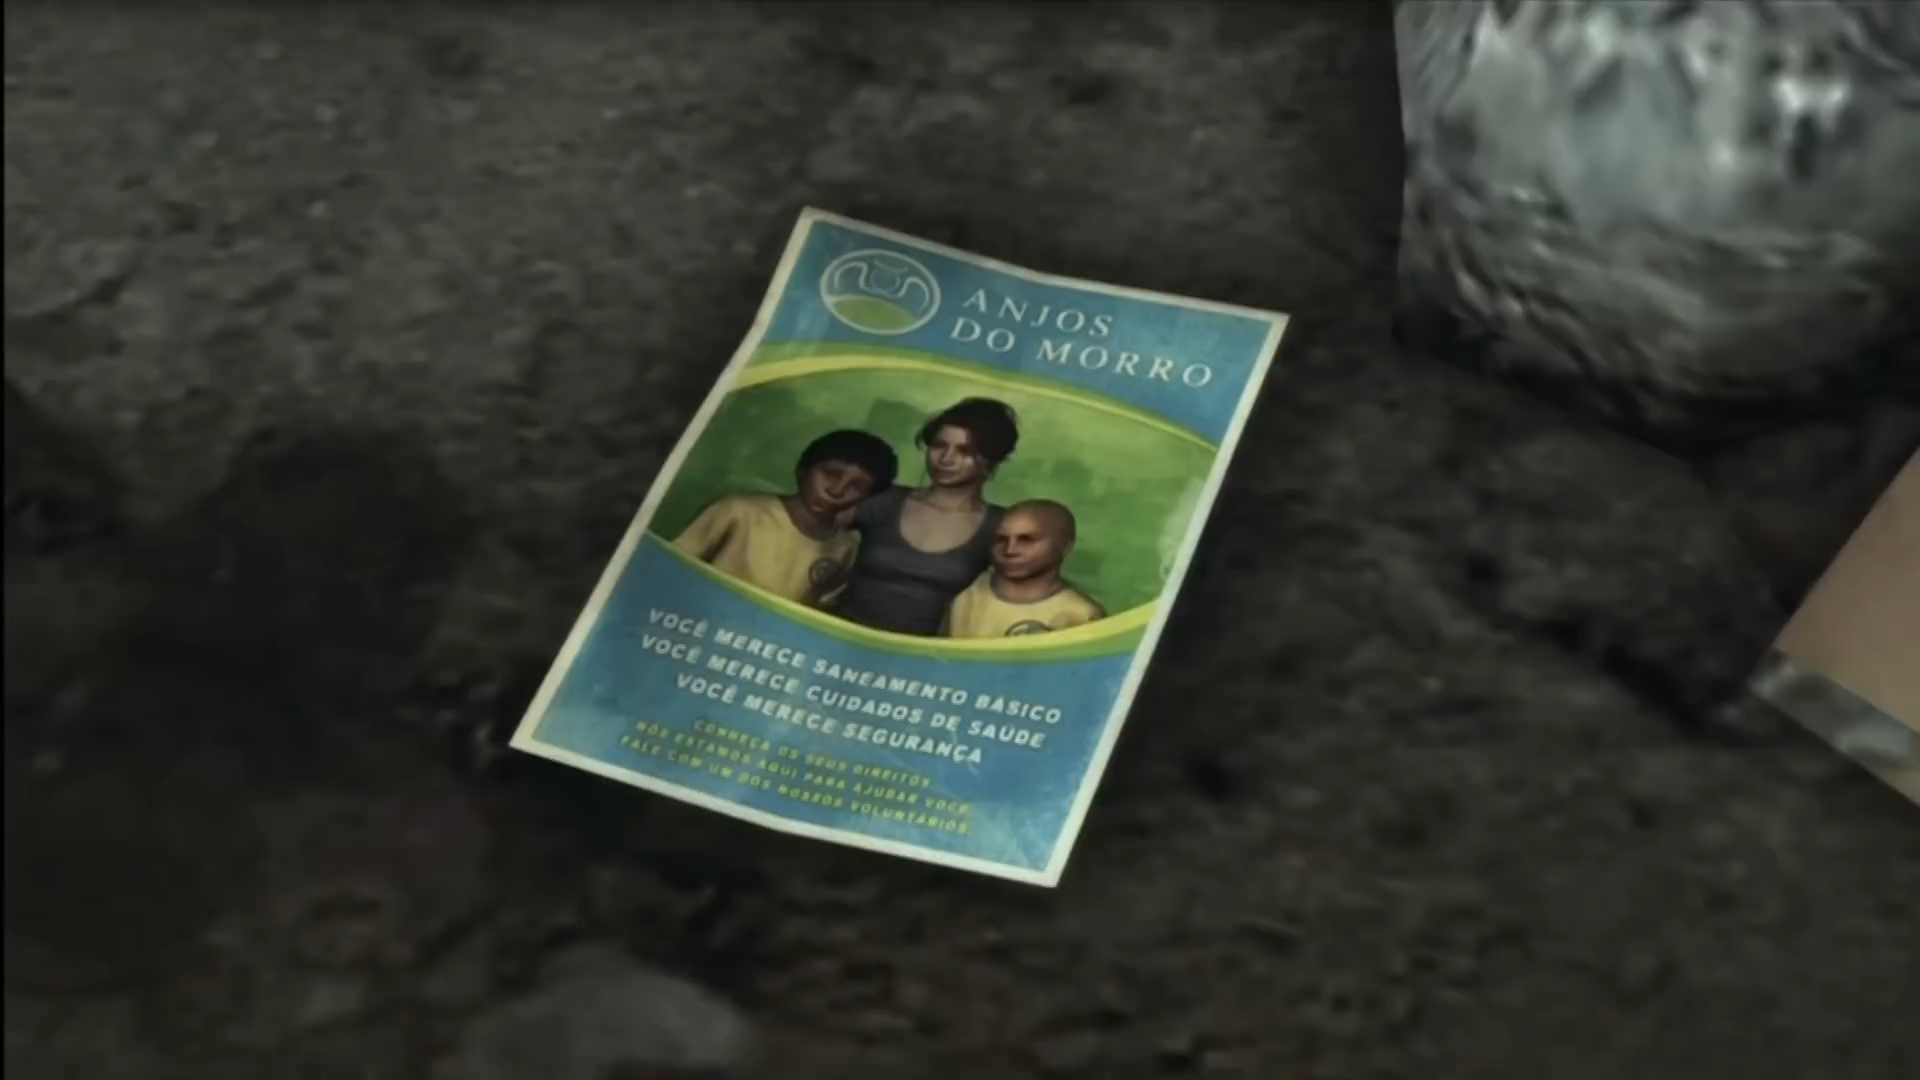 ANJOS
DO MORRO
VOCÊ MERECE SANEAMENTO BÁSICO
VOCÊ MERECE CUIDADOS DE SAÚDE
VOCÊ MERECE SEGURANÇA
CONHEÇA OS SEUS DIREITOS
NÓS ESTAMOS AQUI PARA AJUDAR VOCÊ.
FALE COM UM DOS NOSSOS VOLUNTÁRIOS.